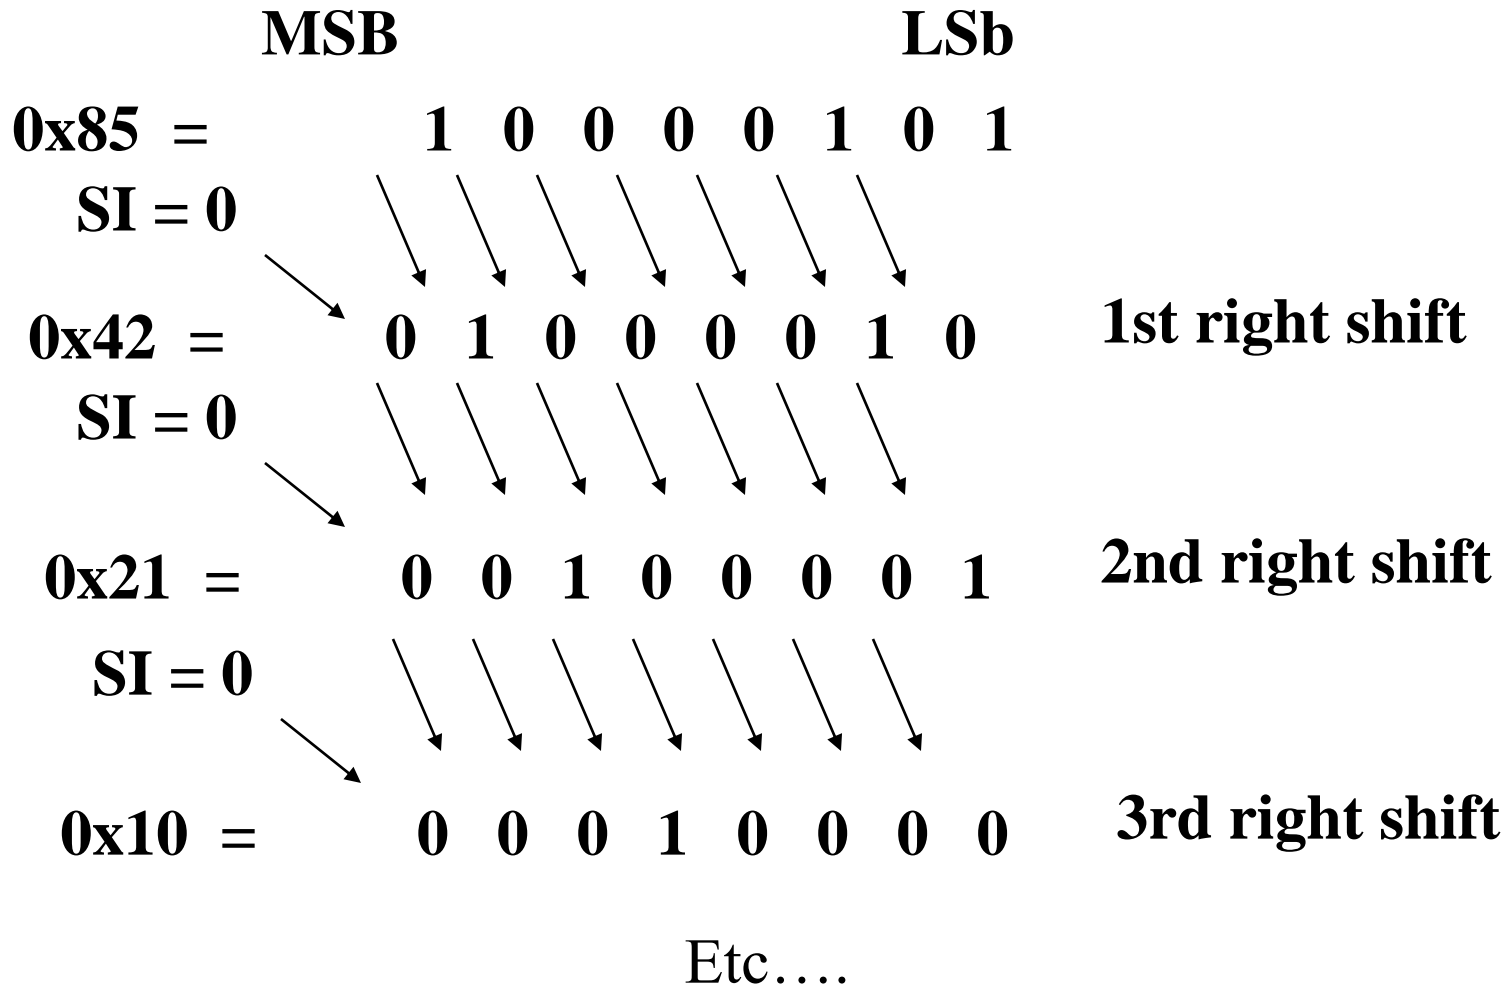 MSB LSb
0x85 = 1 0 0 0 0 1 0 1
SI = 0
0x42 = 0 1 0 0 0 0 1 0 1st right shift
SI = 0
0x21 = 0 0 1 0 0 0 0 1 2nd right shift
SI = 0
0x10 = 0 0 0 1 0 0 0 0 3rd right shift
Etc….